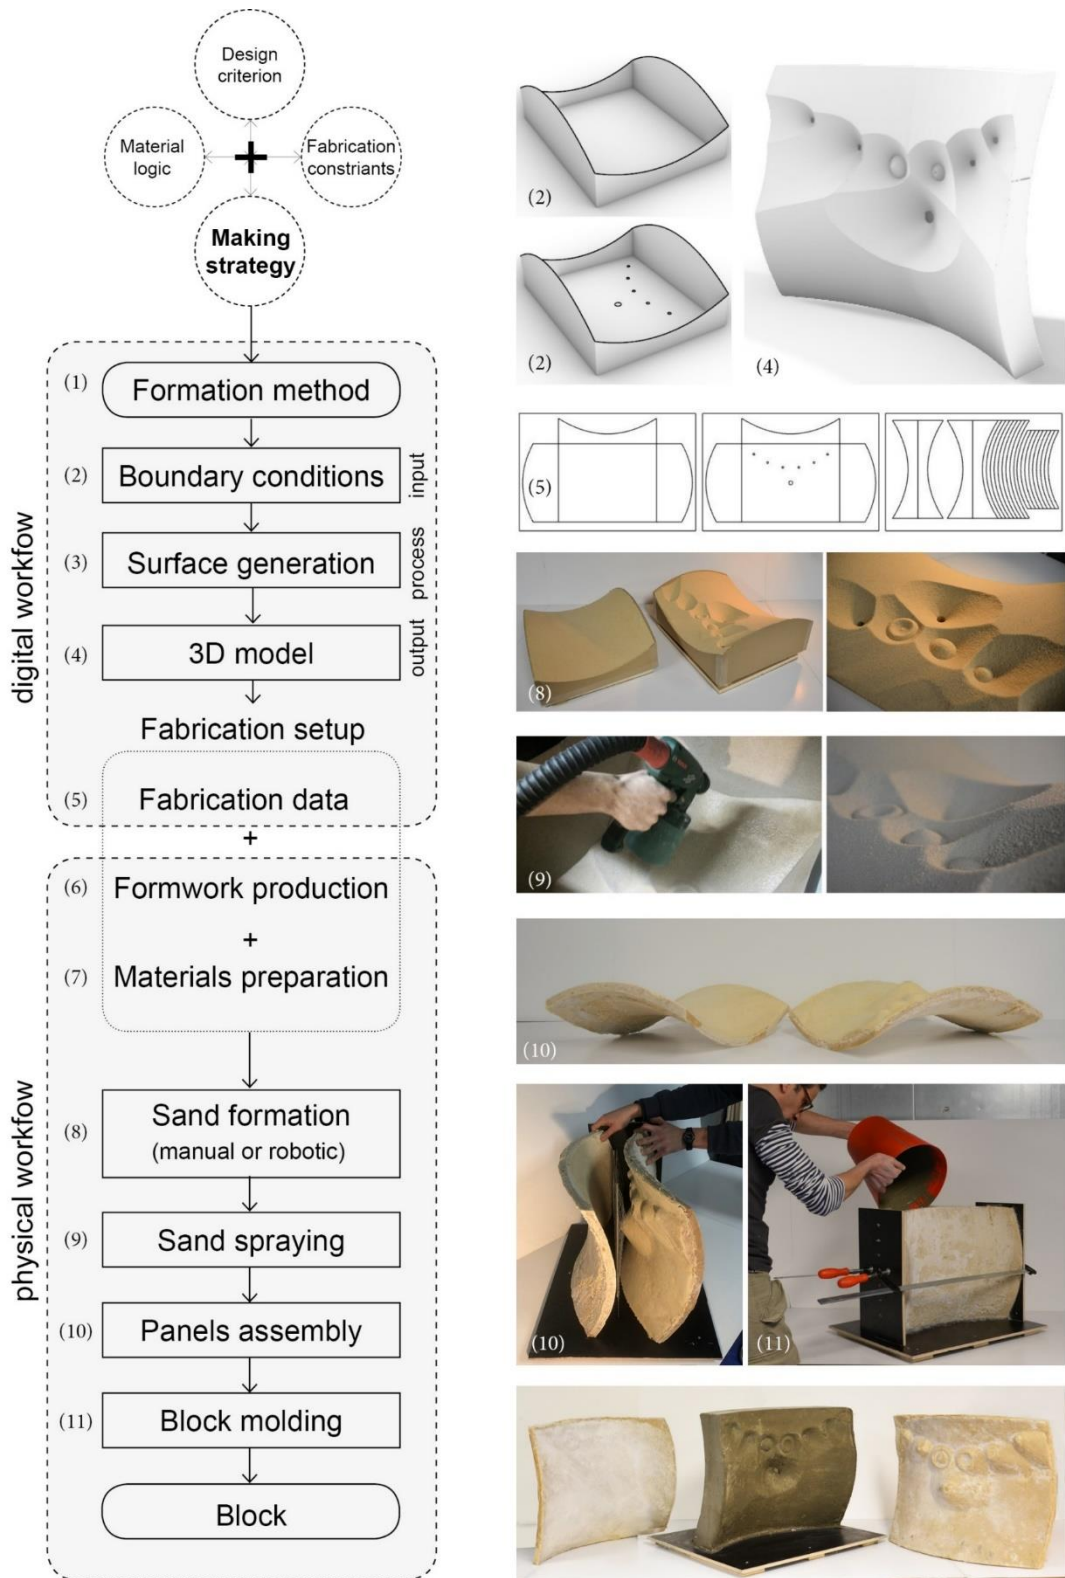 Design
criterion
Material
logic
Fabrication
constriants
Making
strategy
digital workfow
(1) Formation method
(2) Boundary conditions
input
(3) Surface generation
process
(4) 3D model
output
Fabrication setup
(5) Fabrication data
+
physical workfow
(6) Formwork production
+
(7) Materials preparation
(8) Sand formation
(manual or robotic)
(9) Sand spraying
(10) Panels assembly
(11) Block molding
Block
(2)
(2)
(4)
(5)
(8)
(9)
(10)
(10)
(11)